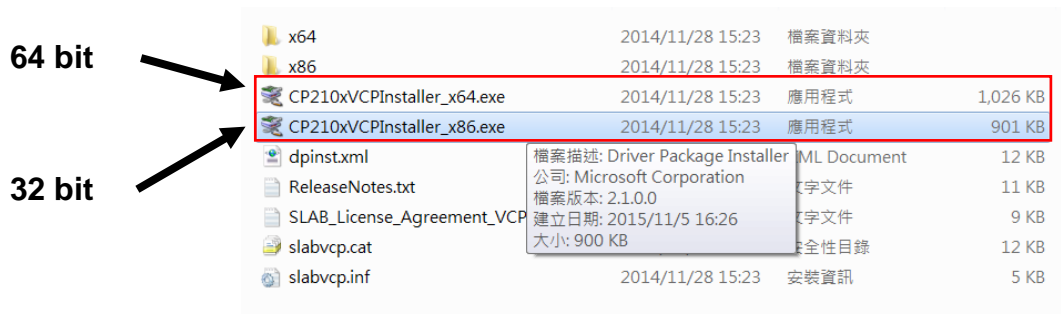 64 bit
32 bit
x64 2014/11/28 15:23 檔案資料夾
x86 2014/11/28 15:23 檔案資料夾
CP210xVCPInstaller_x64.exe 2014/11/28 15:23 應用程式 1,026 KB
CP210xVCPInstaller_x86.exe 2014/11/28 15:23 應用程式 901 KB
dpinst.xml ML Document 12 KB
ReleaseNotes.txt 文字文件 11 KB
SLAB_License_Agreement_VCP 文字文件 9 KB
slabvcp.cat 安全性目錄 12 KB
slabvcp.inf 2014/11/28 15:23 安裝資訊 5 KB
檔案描述: Driver Package Installer
公司: Microsoft Corporation
檔案版本: 2.1.0.0
建立日期: 2015/11/5 16:26
大小: 900 KB